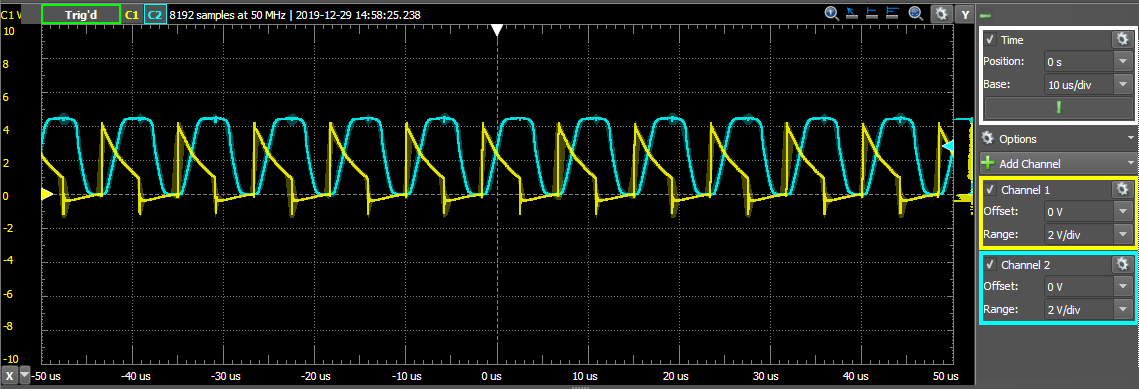 C1 V Trig'd C1 C2 8192 samples at 50 MHz | 2019-12-29 14:58:25.238 Y
10
8
6
4
2
0
-2
-4
-6
-8
-10
X -50 us -40 us -30 us -20 us -10 us 0 us 10 us 20 us 30 us 40 us 50 us
Time
Position: 0 s
Base: 10 us/div
Options
Add Channel
Channel 1
Offset: 0 V
Range: 2 V/div
Channel 2
Offset: 0 V
Range: 2 V/div